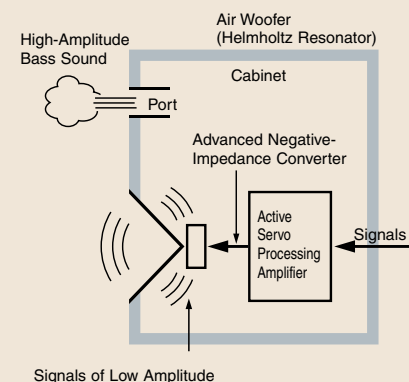 Air Woofer
(Helmholtz Resonator)
High-Amplitude
Bass Sound
Cabinet
Port
Advanced Negative-
Impedance Converter
Active
Servo
Processing
Amplifier
Signals
Signals of Low Amplitude